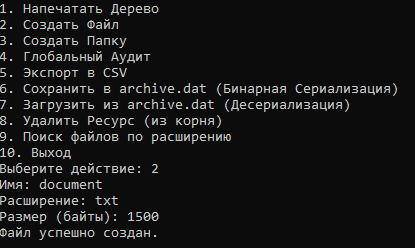 1. Напечатать Дерево
2. Создать Файл
3. Создать Папку
4. Глобальный Аудит
5. Экспорт в CSV
6. Сохранить в archive.dat (Бинарная Сериализация)
7. Загрузить из archive.dat (Десериализация)
8. Удалить Ресурс (из корня)
9. Поиск файлов по расширению
10. Выход
Выберите действие: 2
Имя: document
Расширение: txt
Размер (байты): 1500
Файл успешно создан.